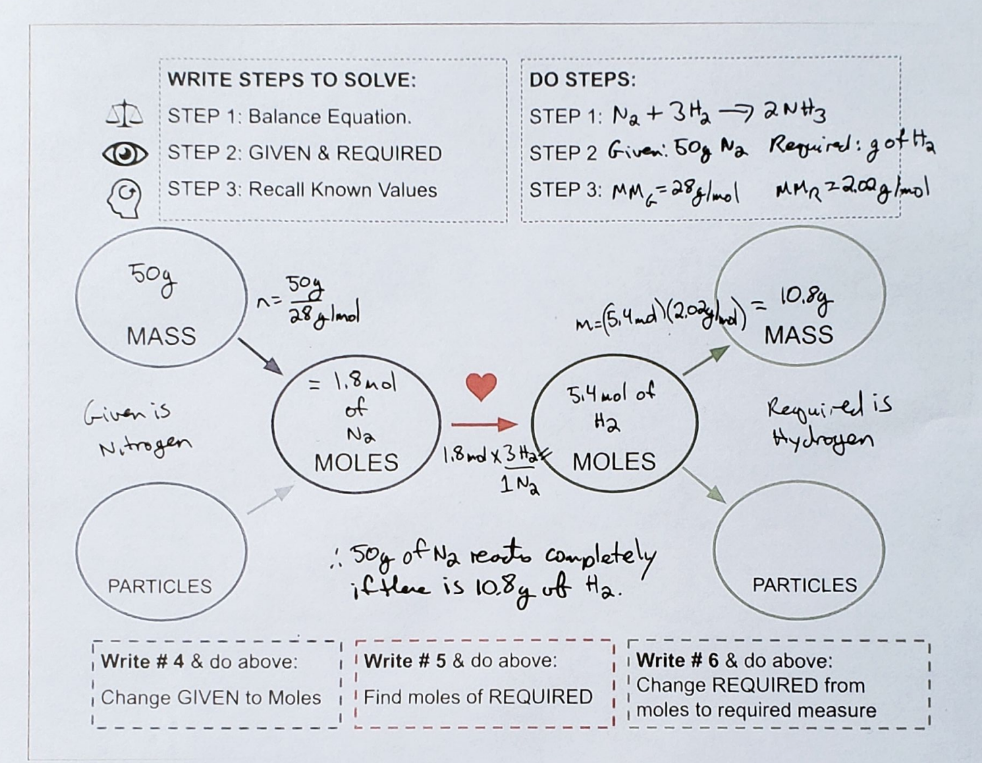 WRITE STEPS TO SOLVE:
STEP 1: Balance Equation.
STEP 2: GIVEN & REQUIRED
STEP 3: Recall Known Values
DO STEPS:
STEP 1: N₂ + 3H₂ → 2NH₃
STEP 2 Given: 50g N₂ Required: g of H₂
STEP 3: MM_G = 28g/mol MM_R = 2.02g/mol
50g
MASS
n = 50g / 28g/mol
m = (5.4mol)(2.02g/mol) = 10.8g
MASS
Given is
Nitrogen
= 1.8mol
of
N₂
MOLES
1.8mol x 3H₂ =
1N₂
5.4mol of
H₂
MOLES
Required is
Hydrogen
PARTICLES
∴ 50g of N₂ reacts completely
if there is 10.8g of H₂.
PARTICLES
Write # 4 & do above:
Change GIVEN to Moles
Write # 5 & do above:
Find moles of REQUIRED
Write # 6 & do above:
Change REQUIRED from
moles to required measure